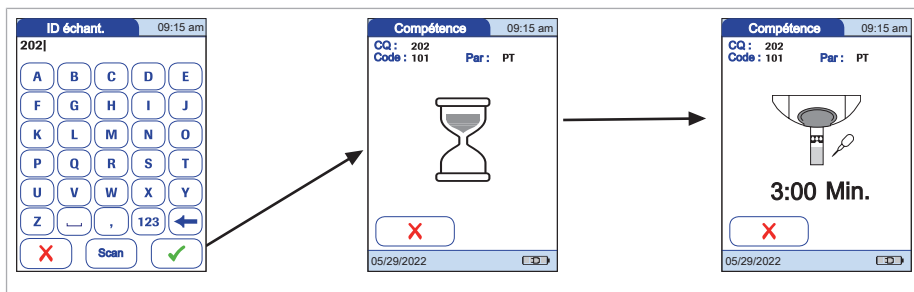 ID échant. 09:15 am
202
A B C D E
F G H I J
K L M N O
P Q R S T
U V W X Y
Z , 123
Scan
Compétence 09:15 am
CQ : 202
Code : 101 Par : PT
05/29/2022
Compétence 09:15 am
CQ : 202
Code : 101 Par : PT
3:00 Min.
05/29/2022